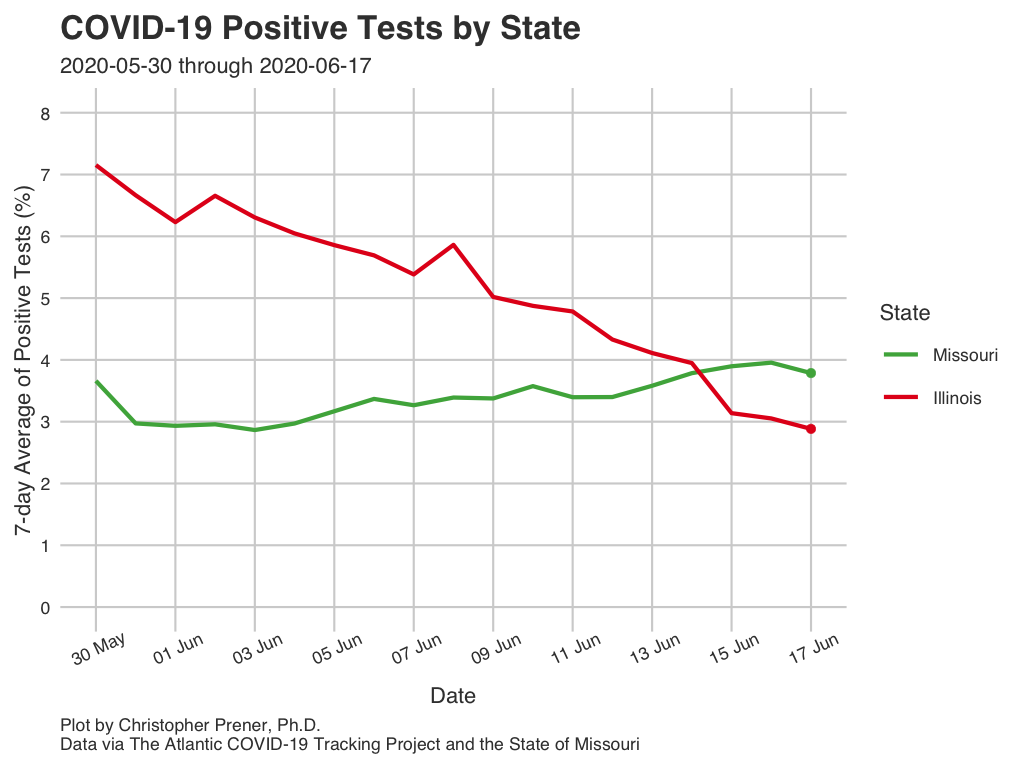 COVID-19 Positive Tests by State
2020-05-30 through 2020-06-17
7-day Average of Positive Tests (%)
8
7
6
5
4
3
2
1
0
30 May
01 Jun
03 Jun
05 Jun
07 Jun
09 Jun
11 Jun
13 Jun
15 Jun
17 Jun
Date
State
Missouri
Illinois
Plot by Christopher Prener, Ph.D.
Data via The Atlantic COVID-19 Tracking Project and the State of Missouri